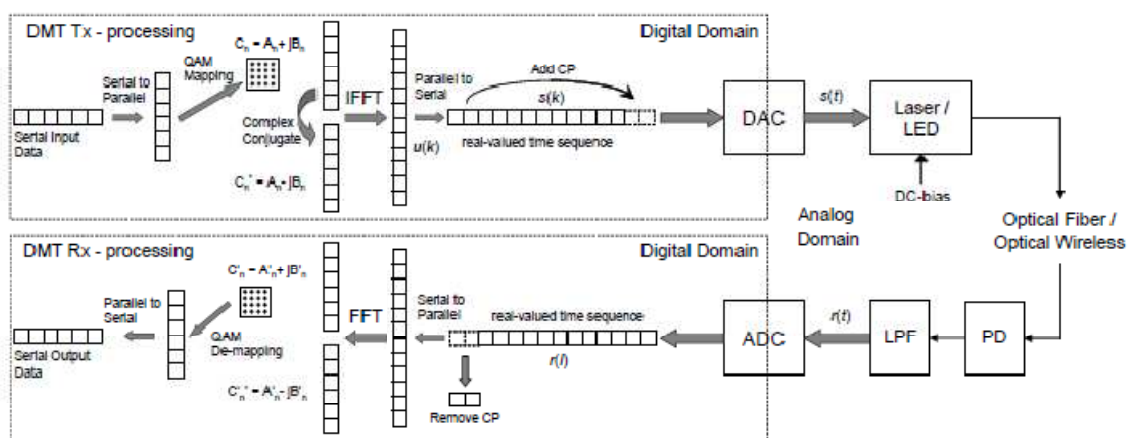 DMT Tx - processing
Digital Domain
Cₙ = Aₙ + jBₙ
QAM
Mapping
Serial to
Parallel
Serial Input
Data
Complex
Conjugate
Cₙ* = Aₙ - jBₙ
IFFT
Parallel to
Serial
u(k)
Add CP
s(k)
real-valued time sequence
DAC
s(t)
Laser /
LED
DC-bias
Analog
Domain
Optical Fiber /
Optical Wireless
DMT Rx - processing
Digital Domain
C'ₙ = A'ₙ + jB'ₙ
Parallel to
Serial
Serial Output
Data
QAM
De-mapping
C'ₙ* = A'ₙ - jB'ₙ
FFT
Serial to
Parallel
real-valued time sequence
r(l)
Remove CP
ADC
r(t)
LPF
PD